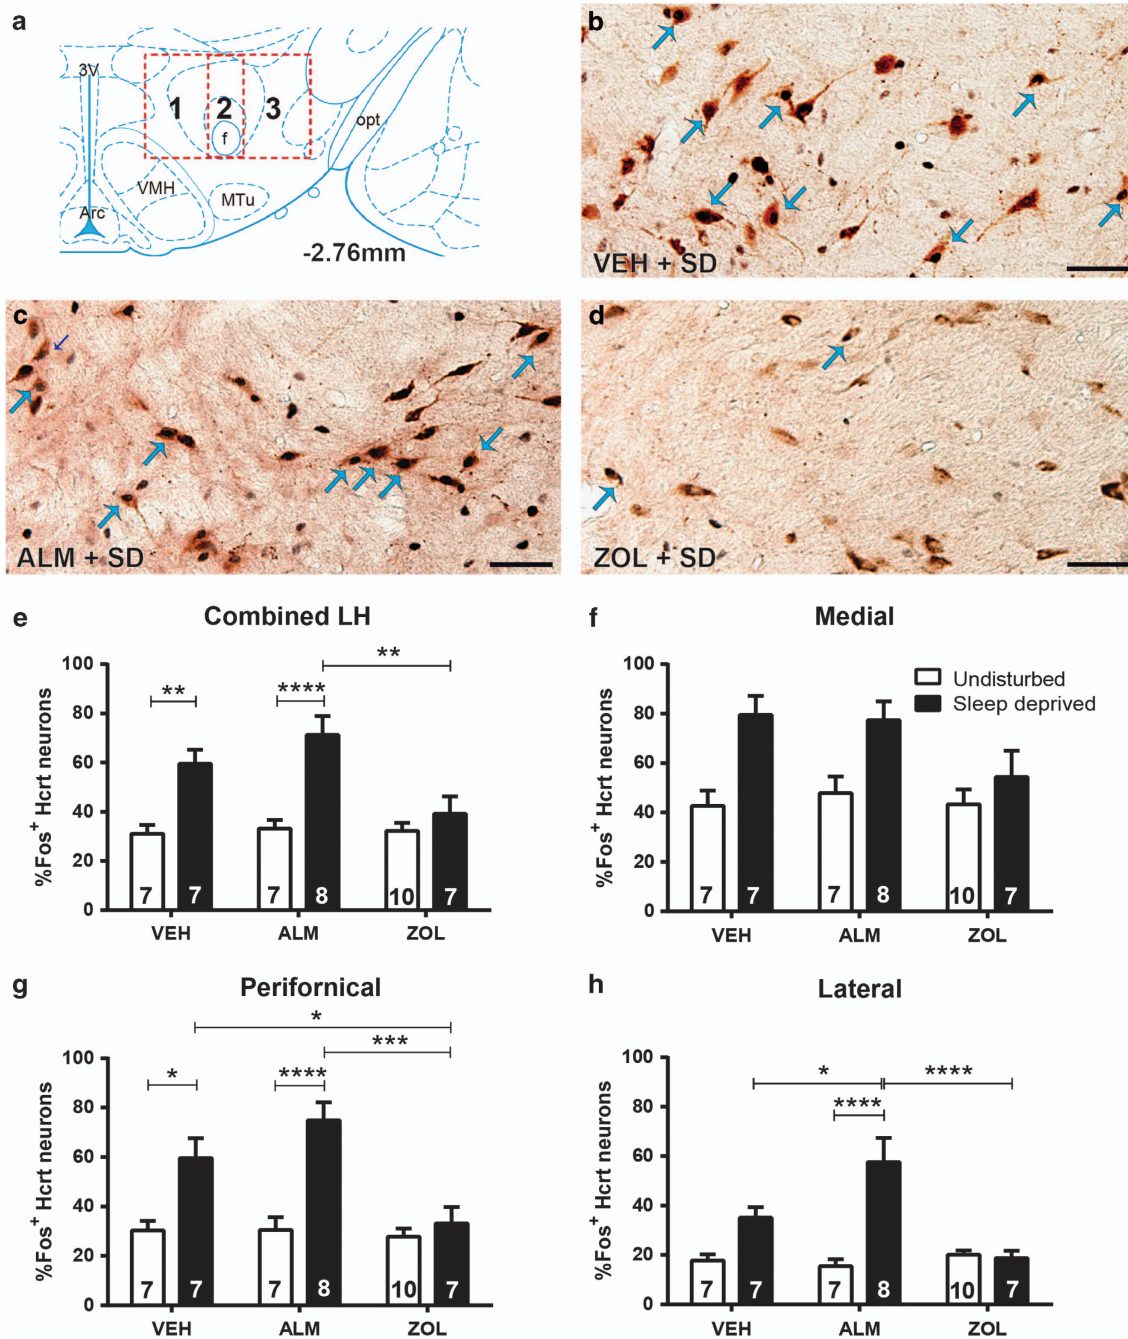 a
3V
1 2 3
f
opt
VMH
MTu
Arc
-2.76mm
b
VEH + SD
c
ALM + SD
d
ZOL + SD
e
Combined LH
%Fos+ Hcrt neurons
100
80
60
40
20
0
**
****
**
7 7 7 8 10 7
VEH ALM ZOL
f
Medial
Undisturbed
Sleep deprived
%Fos+ Hcrt neurons
100
80
60
40
20
0
7 7 7 8 10 7
VEH ALM ZOL
g
Perifornical
%Fos+ Hcrt neurons
100
80
60
40
20
0
*
***
*
****
7 7 7 8 10 7
VEH ALM ZOL
h
Lateral
%Fos+ Hcrt neurons
100
80
60
40
20
0
*
****
****
7 7 7 8 10 7
VEH ALM ZOL